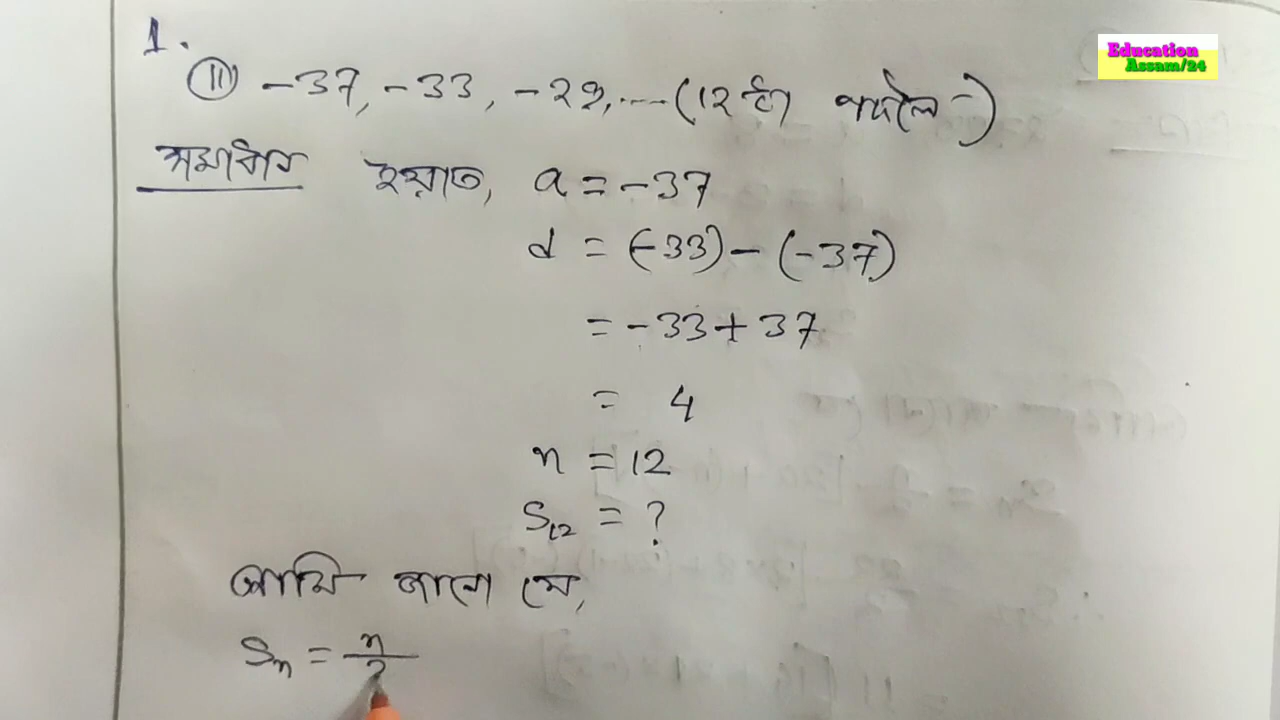 1.
Education
Assam/24
(ii) -37, -33, -29, .... (12 টা পদলৈ-)
সমাধান ইয়াত, a = -37
d = (-33) - (-37)
= -33 + 37
= 4
n = 12
S₁₂ = ?
আমি জানো যে,
Sₙ = n/2